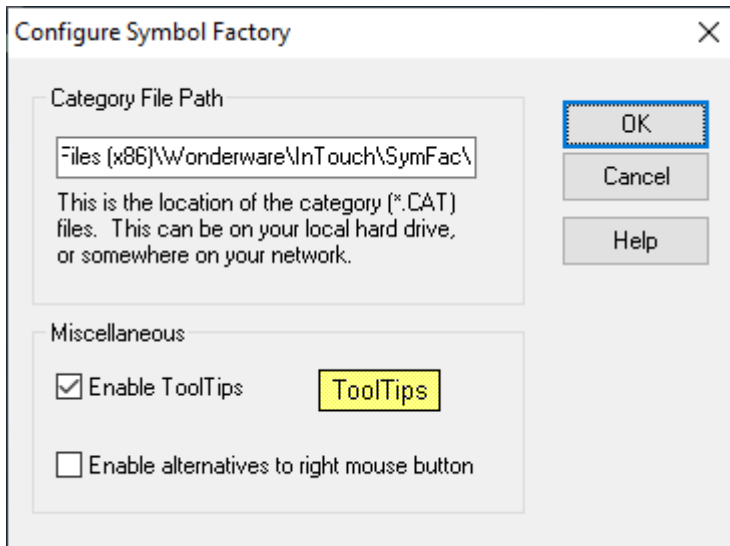 Configure Symbol Factory
Category File Path
Files (x86)\Wonderware\InTouch\SymFac\
This is the location of the category (*.CAT)
files. This can be on your local hard drive,
or somewhere on your network.
OK
Cancel
Help
Miscellaneous
Enable ToolTips
ToolTips
Enable alternatives to right mouse button